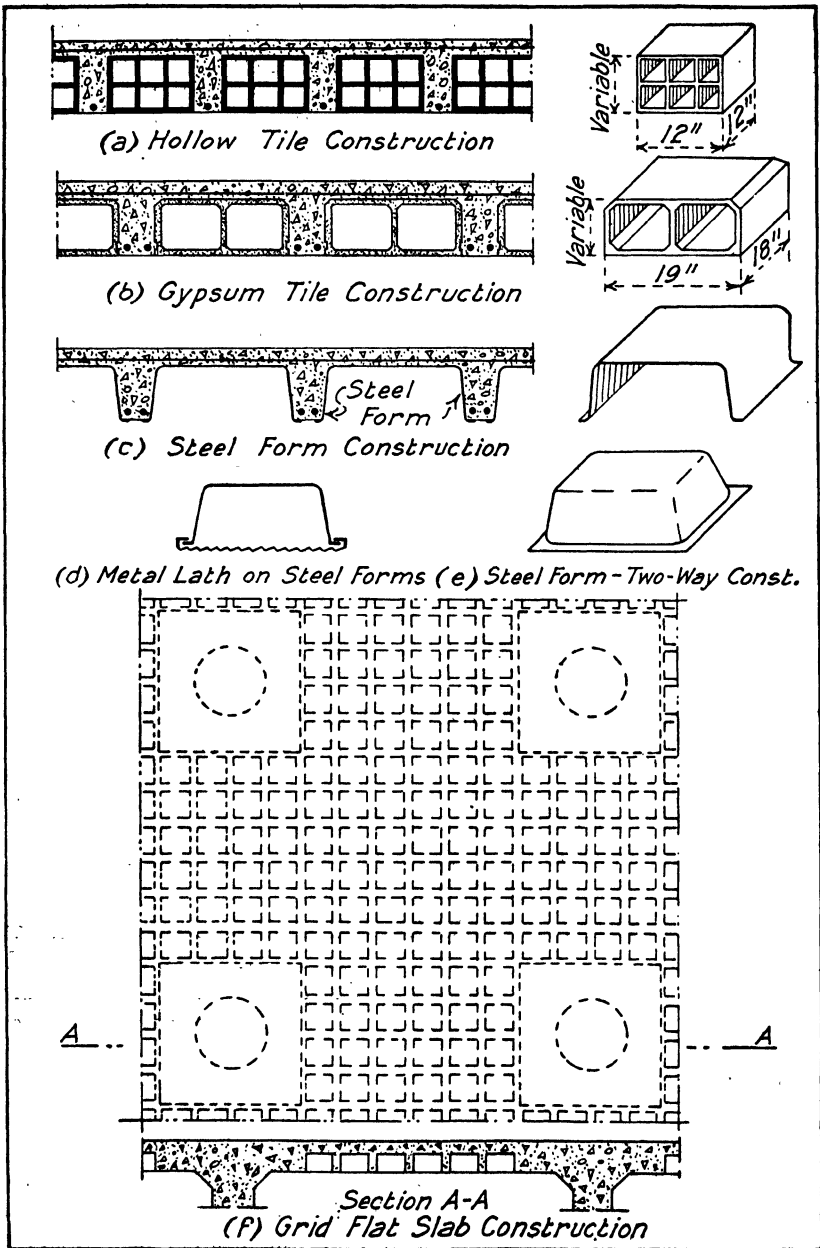 Variable
12"
12"
(a) Hollow Tile Construction
Variable
19"
18"
(b) Gypsum Tile Construction
Steel
Form
(c) Steel Form Construction
(d) Metal Lath on Steel Forms (e) Steel Form-Two-Way Const.
A A
Section A-A
(f) Grid Flat Slab Construction